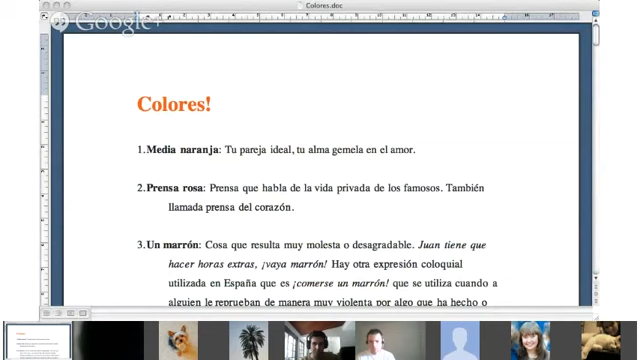 Colores.doc
Google+
Colores!
1.Media naranja: Tu pareja ideal, tu alma gemela en el amor.
2.Prensa rosa: Prensa que habla de la vida privada de los famosos. También
llamada prensa del corazón.
3.Un marrón: Cosa que resulta muy molesta o desagradable. Juan tiene que
hacer horas extras, ¡vaya marrón! Hay otra expresión coloquial
utilizada en España que es ¡comerse un marrón! que se utiliza cuando a
alguien le reprueban de manera muy violenta por algo que ha hecho o